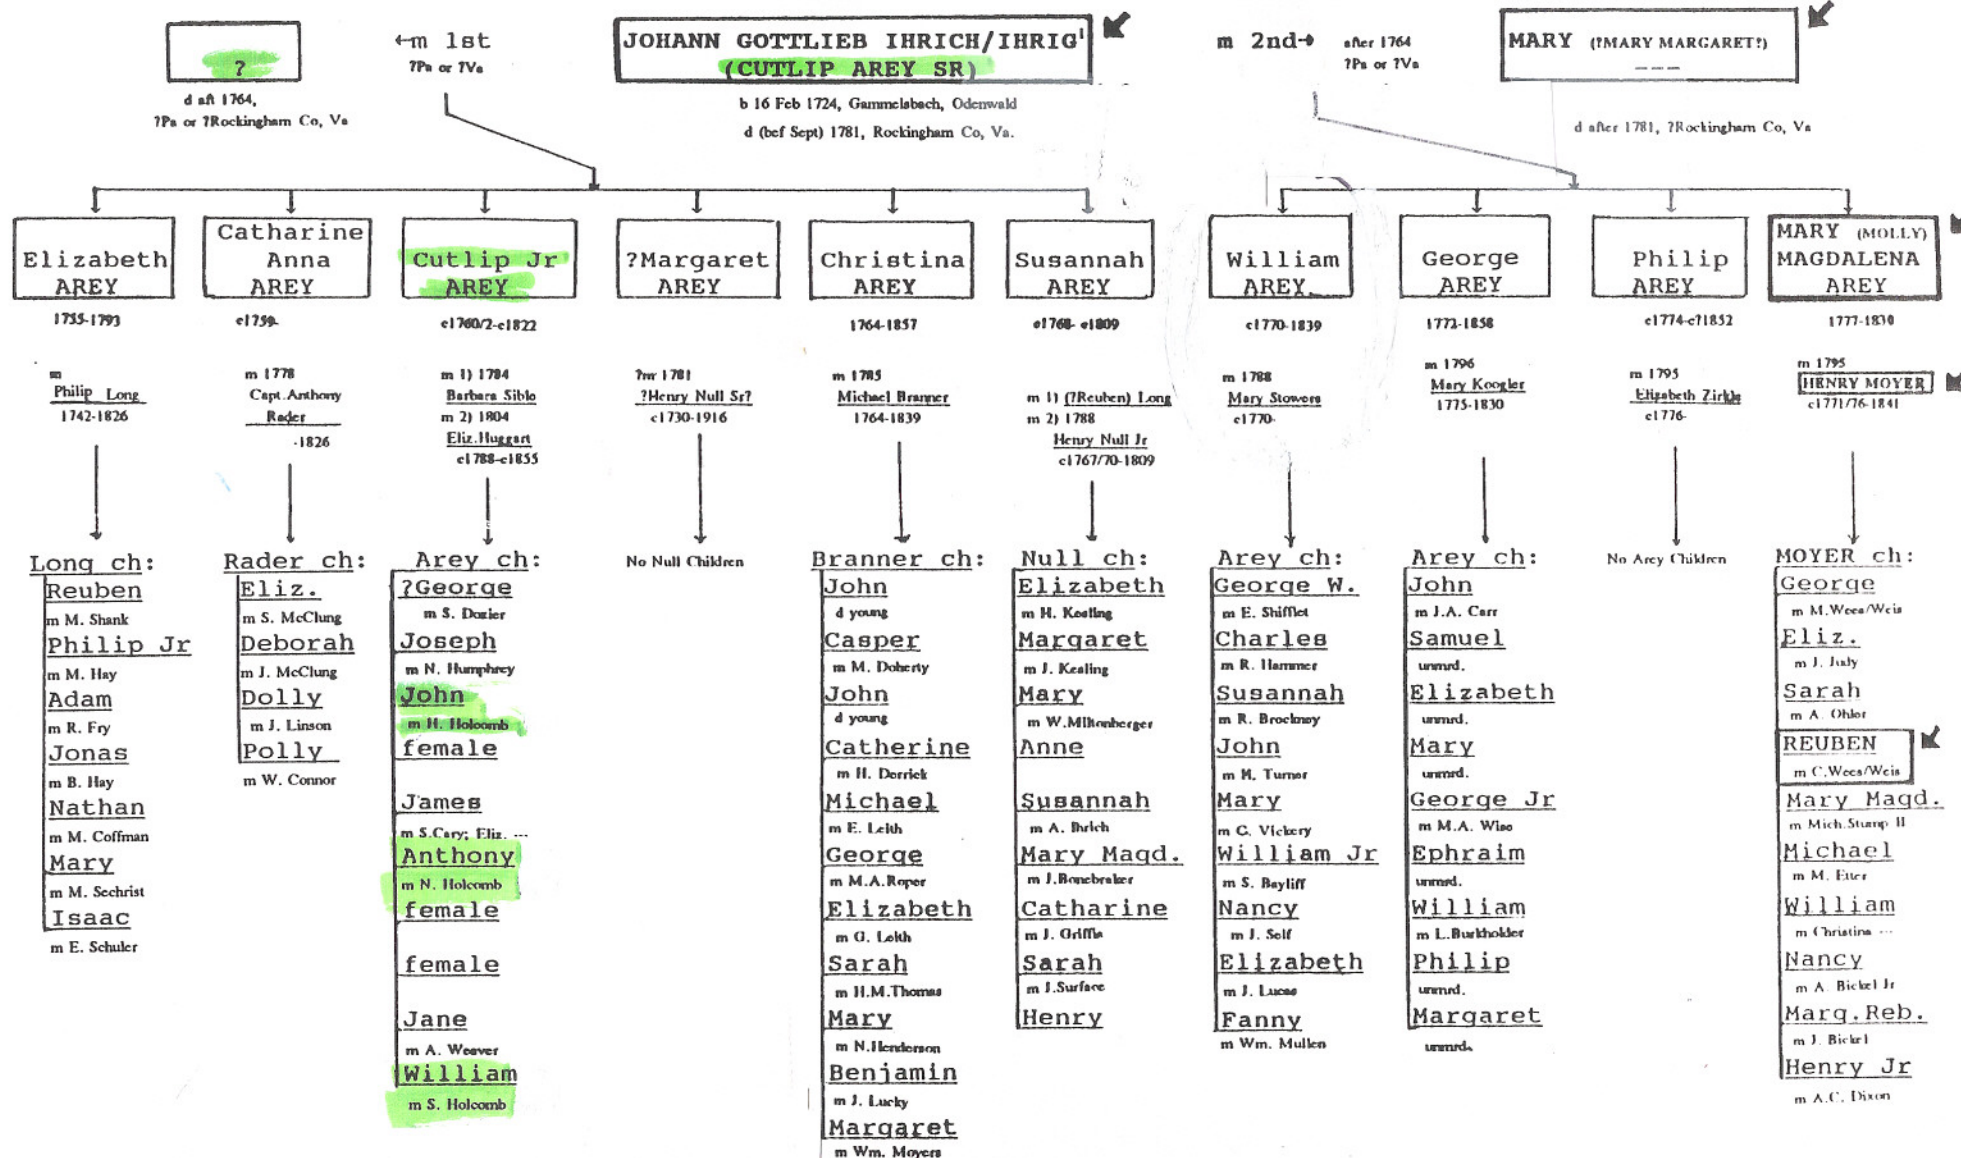 ?
d aft 1764,
?Pa or ?Rockingham Co, Va
←m 1st
?Pa or ?Va
JOHANN GOTTLIEB IHRICH/IHRIG¹
(CUTLIP AREY SR)
b 16 Feb 1724, Gammelsbach, Odenwald
d (bef Sept) 1781, Rockingham Co, Va.
m 2nd→
after 1764
?Pa or ?Va
MARY (?MARY MARGARET?)
---
d after 1781, ?Rockingham Co, Va
Elizabeth
AREY
1755-1793
m
Philip Long
1742-1826
Long ch:
Reuben
m M. Shank
Philip Jr
m M. Hay
Adam
m R. Fry
Jonas
m B. Hay
Nathan
m M. Coffman
Mary
m M. Sechrist
Isaac
m E. Schuler
Catharine
Anna
AREY
c1759-
m 1778
Capt.Anthony
Rader
-1826
Rader ch:
Eliz.
m S. McClung
Deborah
m J. McClung
Dolly
m J. Linson
Polly
m W. Connor
Cutlip Jr
AREY
c1760/2-c1822
m 1) 1784
Barbara Siblo
m 2) 1804
Eliz.Huggart
c1788-c1855
Arey ch:
?George
m S. Dozier
Joseph
m N. Humphrey
John
m H. Holcomb
female
James
m S.Cary; Eliz. ---
Anthony
m N. Holcomb
female
female
Jane
m A. Weaver
William
m S. Holcomb
?Margaret
AREY
?mr 1781
?Henry Null Sr?
c1730-1916
No Null Children
Christina
AREY
1764-1857
m 1785
Michael Branner
1764-1839
Branner ch:
John
d young
Casper
m M. Doherty
John
d young
Catherine
m H. Derrick
Michael
m E. Leith
George
m M.A.Roper
Elizabeth
m G. Leith
Sarah
m H.M.Thomas
Mary
m N.Henderson
Benjamin
m J. Lucky
Margaret
m Wm. Moyers
Susannah
AREY
c1768- c1809
m 1) (?Reuben) Long
m 2) 1788
Henry Null Jr
c1767/70-1809
Null ch:
Elizabeth
m H. Keeling
Margaret
m J. Kesling
Mary
m W.Miltonberger
Anne
Susannah
m A. Ihrich
Mary Magd.
m J.Bonebraker
Catharine
m J. Griffis
Sarah
m J.Surface
Henry
William
AREY
c1770-1839
m 1788
Mary Stowers
c1770-
Arey ch:
George W.
m E. Shifflet
Charles
m R. Hammer
Susannah
m R. Brockney
John
m M. Turner
Mary
m C. Vickery
William Jr
m S. Bayliff
Nancy
m J. Self
Elizabeth
m J. Lucas
Fanny
m Wm. Mullen
George
AREY
1772-1858
m 1796
Mary Koogler
1775-1830
Arey ch:
John
m J.A. Carr
Samuel
unmrd.
Elizabeth
unmrd.
Mary
unmrd.
George Jr
m M.A. Wise
Ephraim
unmrd.
William
m L.Burkholder
Philip
unmrd.
Margaret
unmrd.
Philip
AREY
c1774-c?1852
m 1795
Elizabeth Zirkle
c1776-
No Arey Children
MARY (MOLLY)
MAGDALENA
AREY
1777-1830
m 1795
HENRY MOYER
c1771/76-1841
MOYER ch:
George
m M.Wees/Weis
Eliz.
m J. Judy
Sarah
m A. Ohler
REUBEN
m C.Wees/Weis
Mary Magd.
m Mich.Stump II
Michael
m M. Etter
William
m Christina ---
Nancy
m A. Bickel Jr
Marg.Reb.
m J. Bickel
Henry Jr
m A.C. Dixon